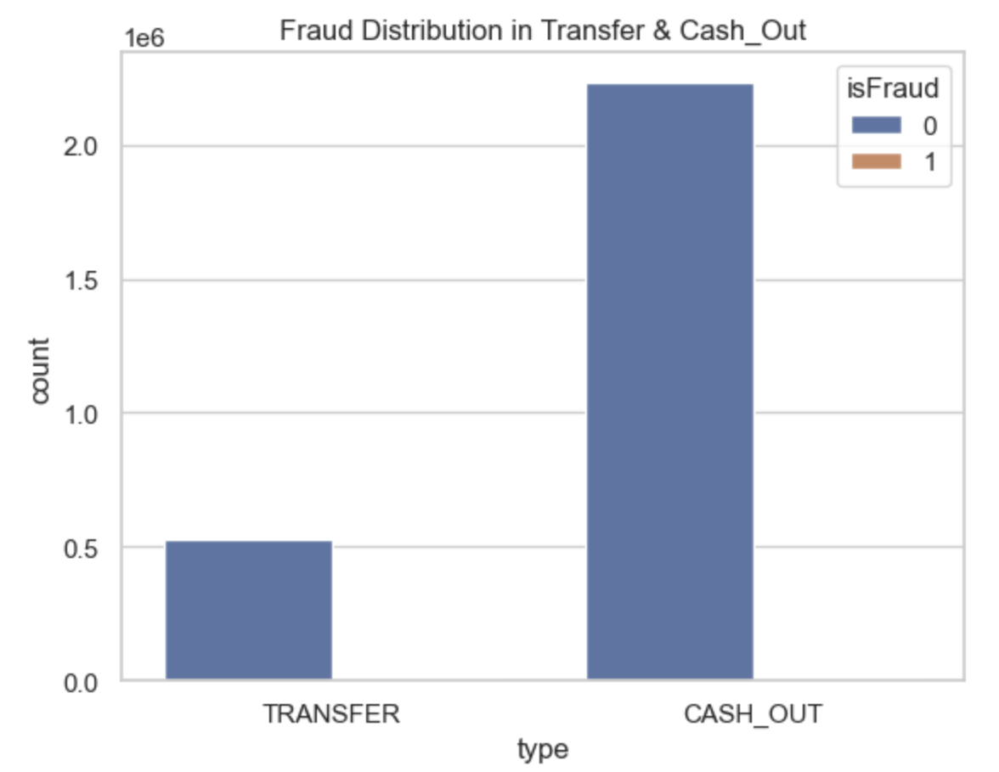 Fraud Distribution in Transfer & Cash_Out
1e6
isFraud
0
1
2.0
1.5
1.0
0.5
0.0
count
TRANSFER
CASH_OUT
type